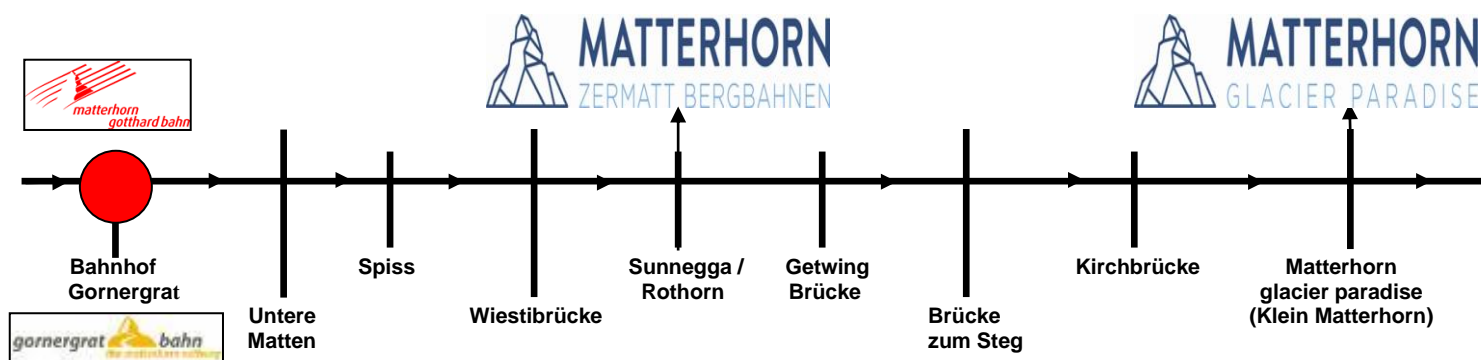 MATTERHORN
ZERMATT BERGBAHNEN
MATTERHORN
GLACIER PARADISE
matterhorn
gotthard bahn
Bahnhof
Gornergrat
Untere
Matten
Spiss
Wiestibrücke
Sunnegga /
Rothorn
Getwing
Brücke
Brücke
zum Steg
Kirchbrücke
Matterhorn
glacier paradise
(Klein Matterhorn)
gornergrat bahn